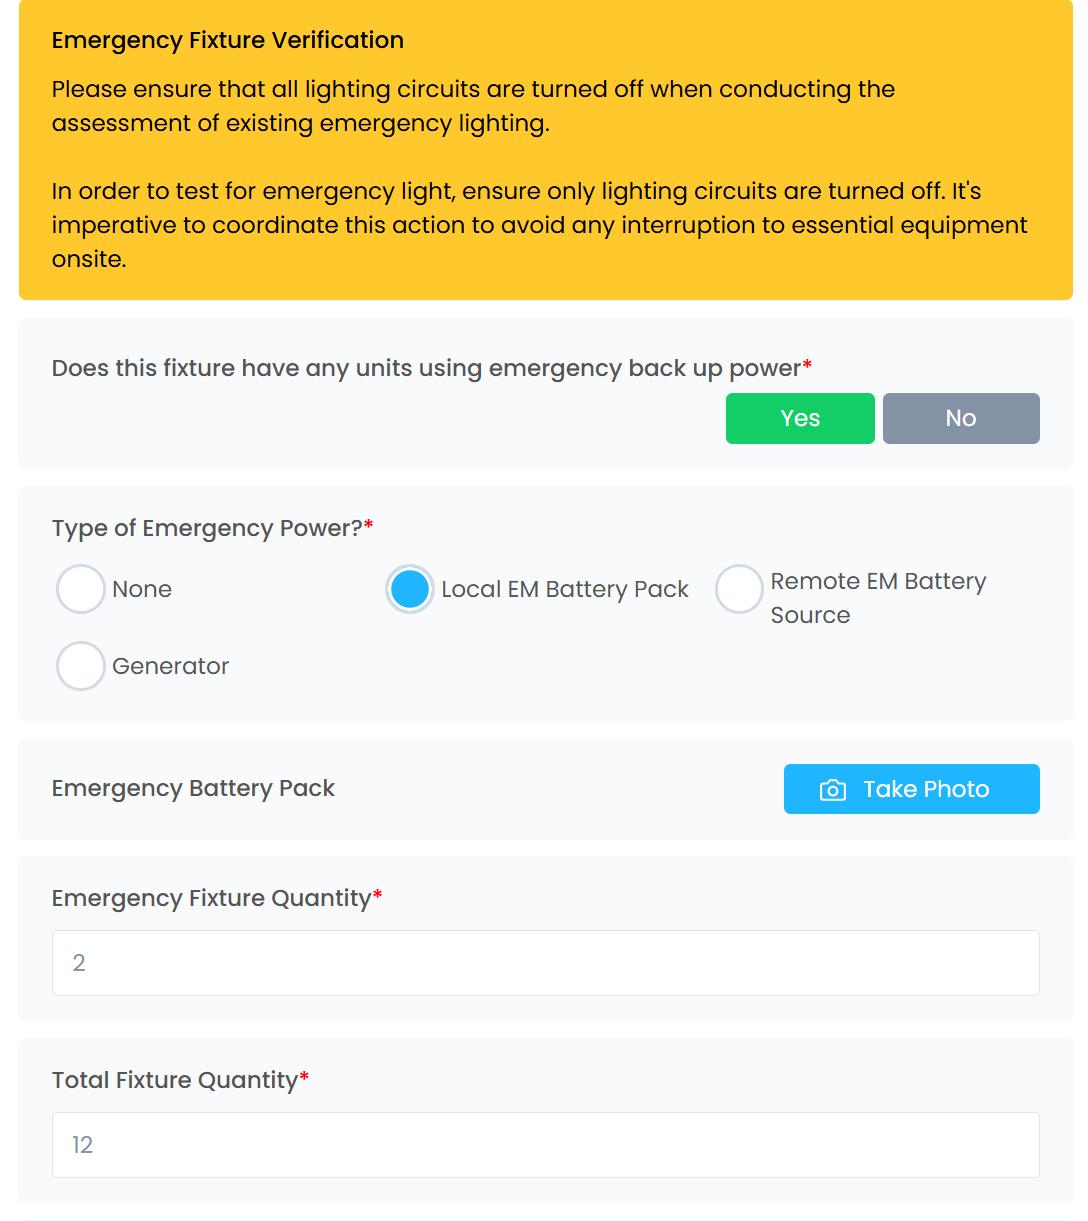 Emergency Fixture Verification
Please ensure that all lighting circuits are turned off when conducting the
assessment of existing emergency lighting.
In order to test for emergency light, ensure only lighting circuits are turned off. It's
imperative to coordinate this action to avoid any interruption to essential equipment
onsite.
Does this fixture have any units using emergency back up power*
Yes No
Type of Emergency Power?*
None
Local EM Battery Pack
Remote EM Battery
Source
Generator
Emergency Battery Pack
Take Photo
Emergency Fixture Quantity*
2
Total Fixture Quantity*
12